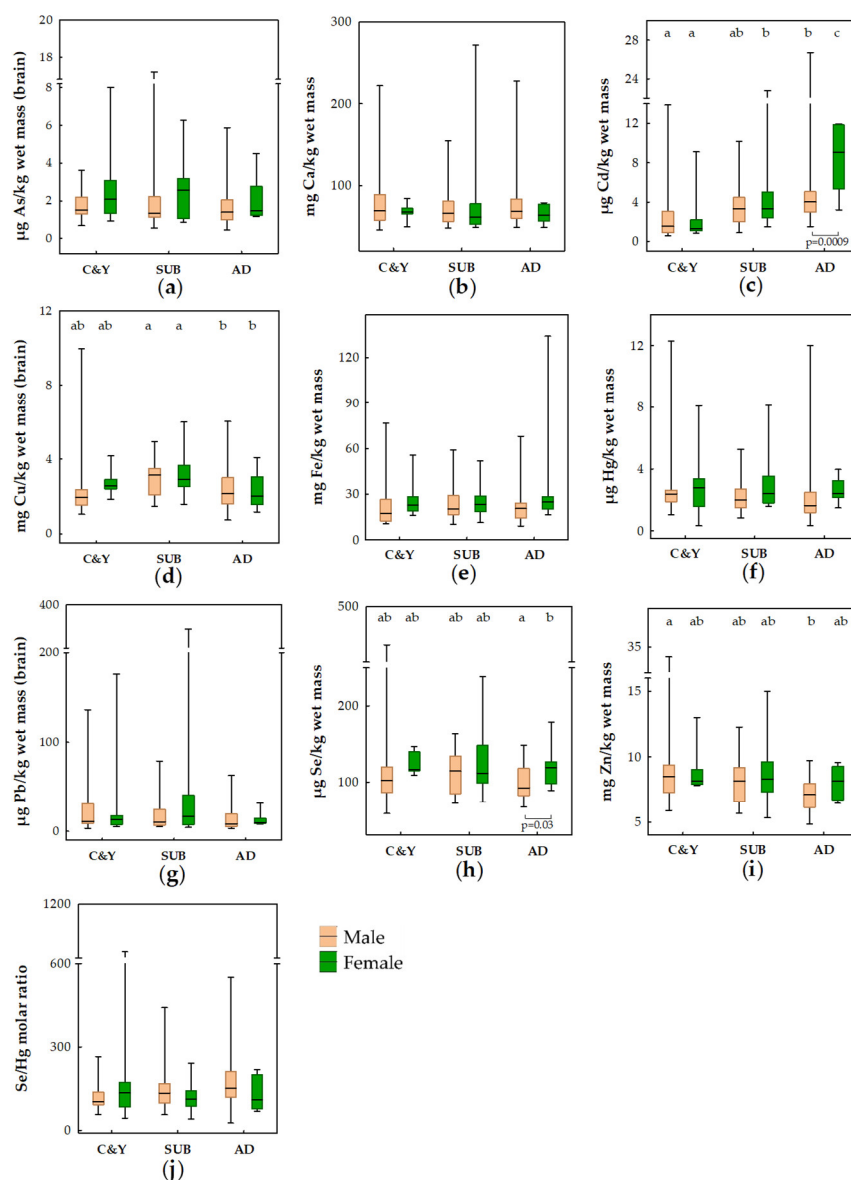 20
8
6
4
2
0
µg As/kg wet mass (brain)
C&Y SUB AD
(a)
300
200
100
mg Ca/kg wet mass
C&Y SUB AD
(b)
28
24
20
12
8
4
0
µg Cd/kg wet mass
a a ab b b c
p=0.0009
C&Y SUB AD
(c)
12
8
4
0
mg Cu/kg wet mass (brain)
ab ab a a b b
C&Y SUB AD
(d)
120
90
60
30
0
mg Fe/kg wet mass
C&Y SUB AD
(e)
12
8
4
0
µg Hg/kg wet mass
C&Y SUB AD
(f)
400
200
100
0
µg Pb/kg wet mass (brain)
C&Y SUB AD
(g)
500
200
100
µg Se/kg wet mass
ab ab ab ab a b
p=0.03
C&Y SUB AD
(h)
35
15
10
5
mg Zn/kg wet mass
a ab ab ab b ab
C&Y SUB AD
(i)
1200
600
300
0
Se/Hg molar ratio
C&Y SUB AD
(j)
Male
Female